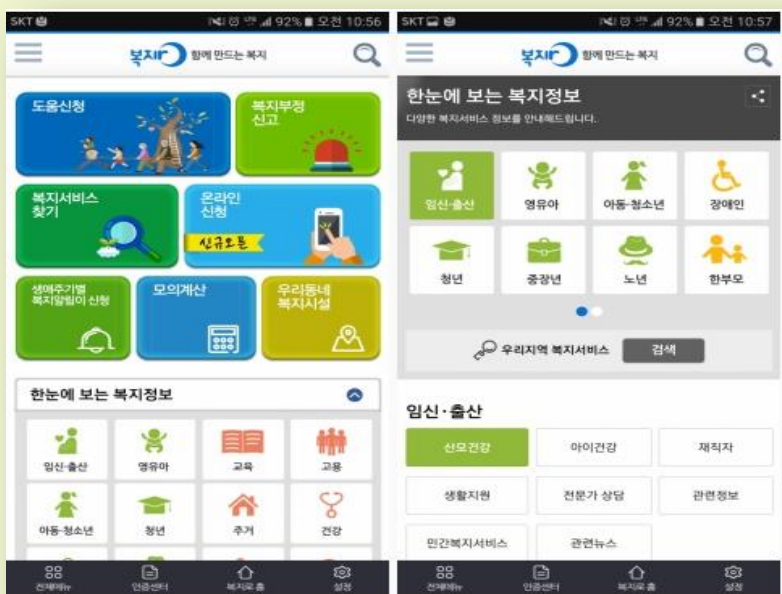 SKT
92%
오전 10:56
복지로
함께 만드는 복지
도움신청
복지부정
신고
복지서비스
찾기
온라인
신청
신규오픈
생애주기별
복지알림이 신청
모의계산
우리동네
복지시설
한눈에 보는 복지정보
임신·출산
영유아
교육
고용
아동·청소년
청년
주거
건강
전체메뉴
인증센터
복지로 홈
설정
SKT
92%
오전 10:57
복지로
함께 만드는 복지
한눈에 보는 복지정보
다양한 복지서비스 정보를 안내해드립니다.
임신·출산
영유아
아동·청소년
장애인
청년
중장년
노년
한부모
우리지역 복지서비스
검색
임신·출산
산모건강
아이건강
재직자
생활지원
전문가 상담
관련정보
민간복지서비스
관련뉴스
전체메뉴
인증센터
복지로 홈
설정